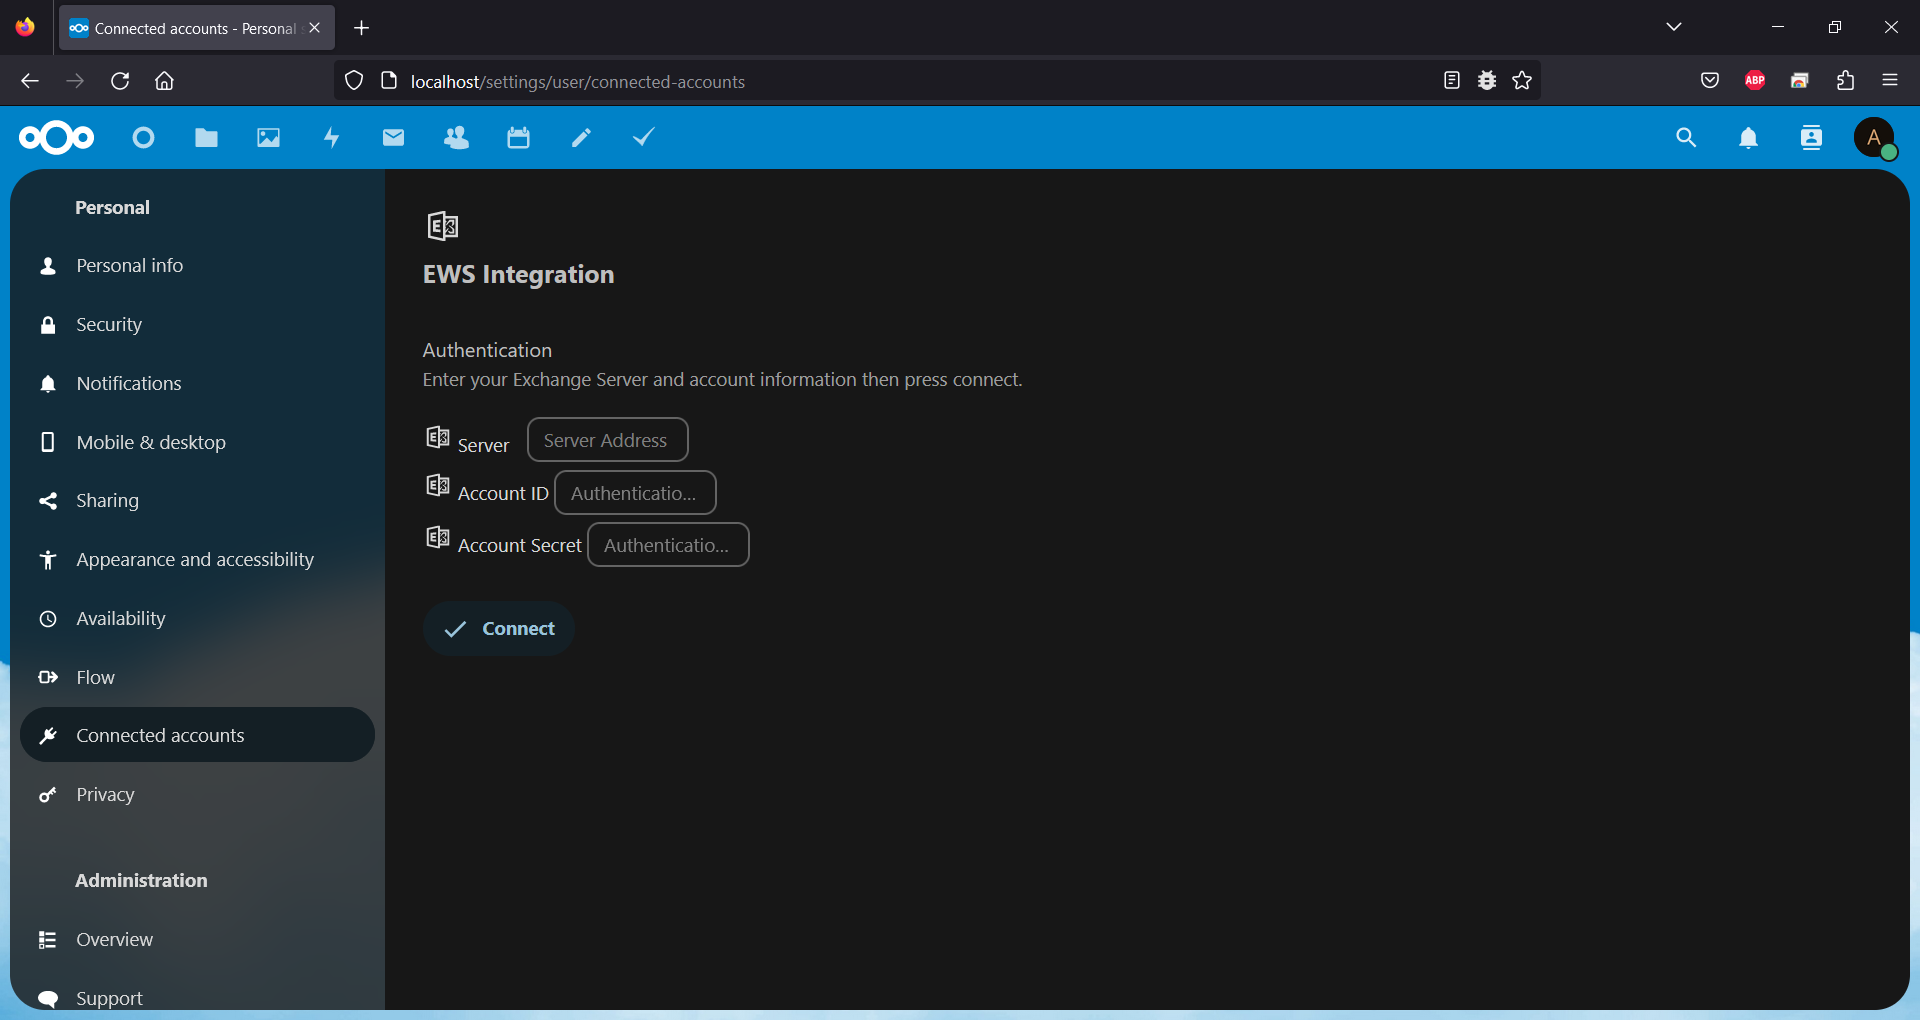 Connected accounts - Personal
localhost/settings/user/connected-accounts
ABP
A
Personal
Personal info
Security
Notifications
Mobile & desktop
Sharing
Appearance and accessibility
Availability
Flow
Connected accounts
Privacy
Administration
Overview
Support
EWS Integration
Authentication
Enter your Exchange Server and account information then press connect.
Server Server Address
Account ID Authenticatio...
Account Secret Authenticatio...
Connect